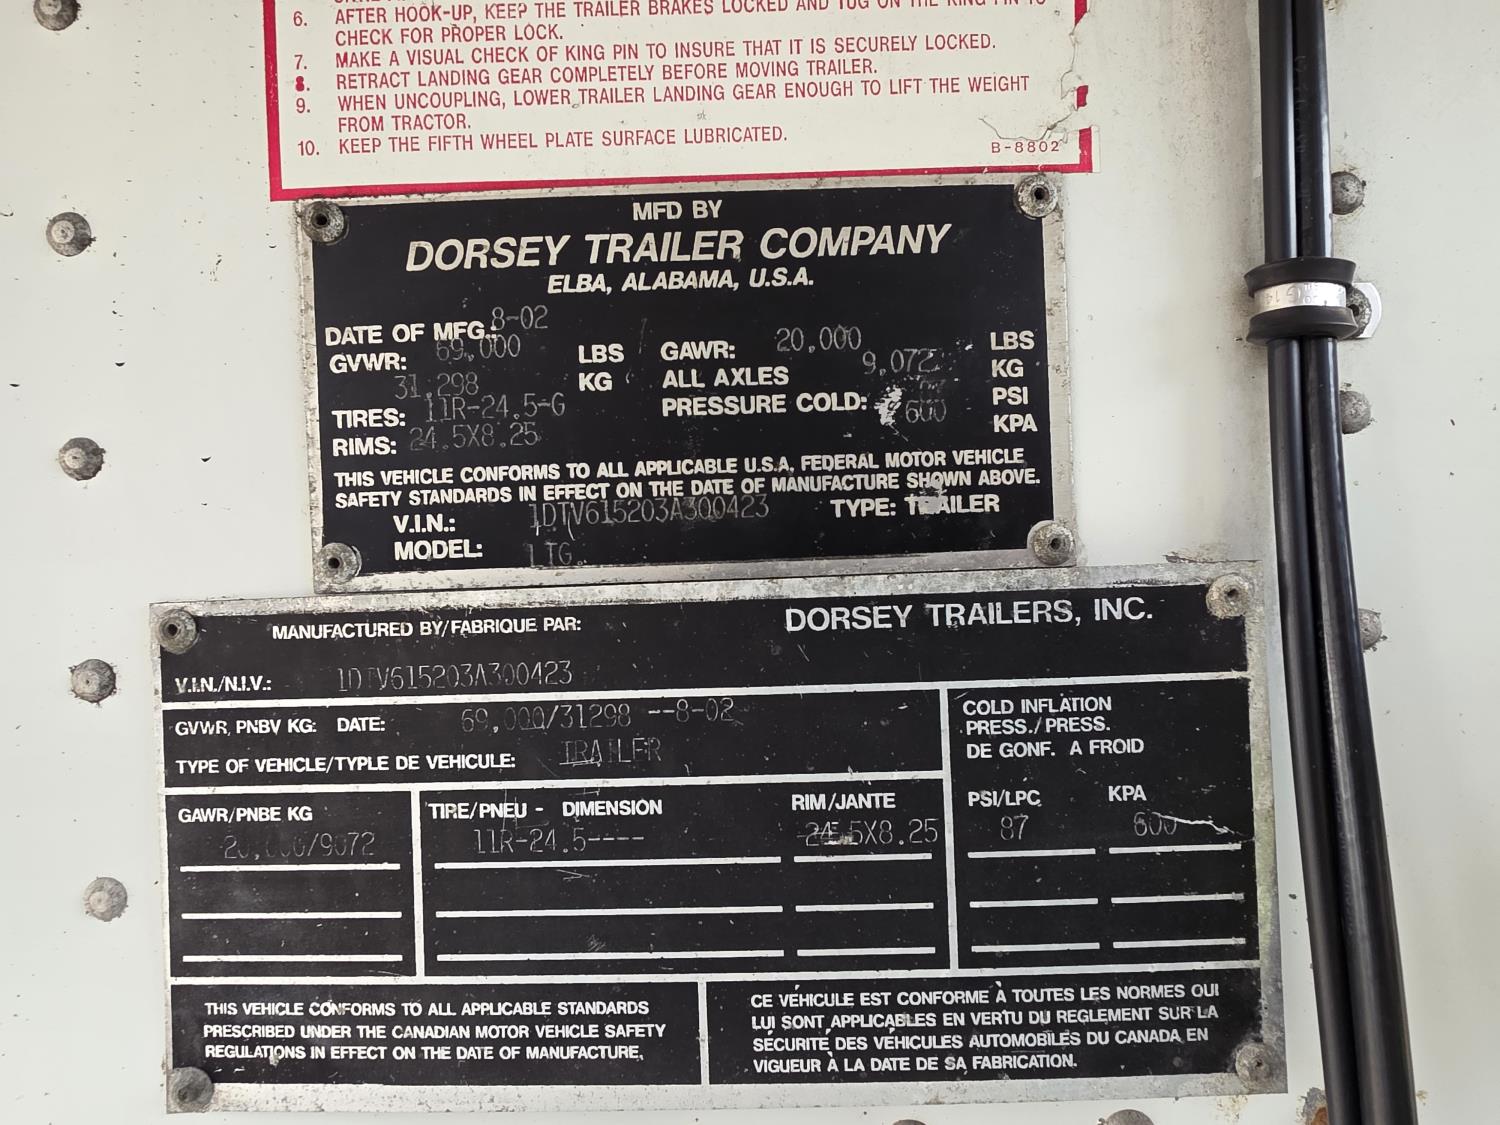 6. AFTER HOOK-UP, KEEP THE TRAILER BRAKES LOCKED AND TUG ON THE KING PIN TO
CHECK FOR PROPER LOCK.
7. MAKE A VISUAL CHECK OF KING PIN TO INSURE THAT IT IS SECURELY LOCKED.
8. RETRACT LANDING GEAR COMPLETELY BEFORE MOVING TRAILER.
9. WHEN UNCOUPLING, LOWER TRAILER LANDING GEAR ENOUGH TO LIFT THE WEIGHT
FROM TRACTOR.
10. KEEP THE FIFTH WHEEL PLATE SURFACE LUBRICATED.
B-8802
MFD BY
DORSEY TRAILER COMPANY
ELBA, ALABAMA, U.S.A.
DATE OF MFG.: 8-02
GVWR: 69,000 LBS GAWR: 20,000 LBS
31,298 KG ALL AXLES 9,072 KG
TIRES: 11R-24.5-G PRESSURE COLD: PSI
RIMS: 24.5X8.25 600 KPA
THIS VEHICLE CONFORMS TO ALL APPLICABLE U.S.A. FEDERAL MOTOR VEHICLE
SAFETY STANDARDS IN EFFECT ON THE DATE OF MANUFACTURE SHOWN ABOVE.
V.I.N.: 1DTV615203A300423 TYPE: TRAILER
MODEL:
MANUFACTURED BY/FABRIQUE PAR: DORSEY TRAILERS, INC.
V.I.N./N.I.V.: 1DTV615203A300423
GVWR, PNBV KG: DATE: 69,000/31298 --8-02
TYPE OF VEHICLE/TYPLE DE VEHICULE: TRAILER
COLD INFLATION
PRESS./PRESS.
DE GONF. A FROID
GAWR/PNBE KG TIRE/PNEU - DIMENSION RIM/JANTE PSI/LPC KPA
20,000/9072 11R-24.5---- 24.5X8.25 87 600
THIS VEHICLE CONFORMS TO ALL APPLICABLE STANDARDS
PRESCRIBED UNDER THE CANADIAN MOTOR VEHICLE SAFETY
REGULATIONS IN EFFECT ON THE DATE OF MANUFACTURE,
CE VÉHICULE EST CONFORME À TOUTES LES NORMES QUI
LUI SONT APPLICABLES EN VERTU DU REGLEMENT SUR LA
SÉCURITÉ DES VÉHICULES AUTOMOBILES DU CANADA EN
VIGUEUR À LA DATE DE SA FABRICATION.